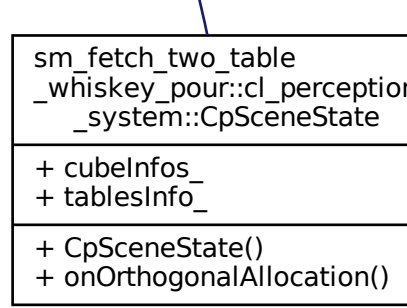 sm_fetch_two_table
_whiskey_pour::cl_perception
_system::CpSceneState
+ cubeInfos_
+ tablesInfo_
+ CpSceneState()
+ onOrthogonalAllocation()